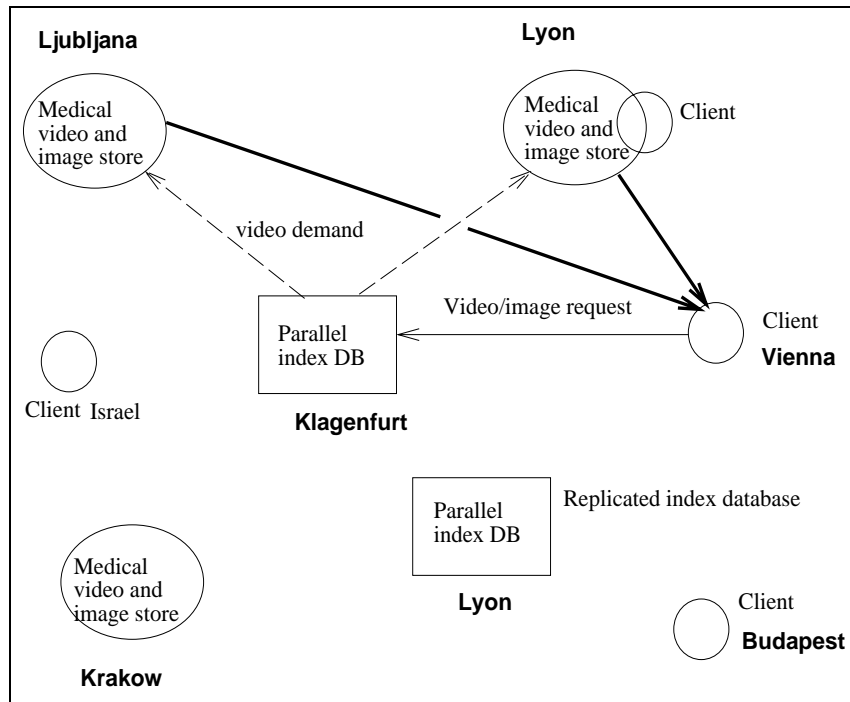 Ljubljana
Lyon
Medical
video and
image store
Medical
video and
image store
Client
video demand
Video/image request
Client
Vienna
Parallel
index DB
Klagenfurt
Client Israel
Parallel
index DB
Replicated index database
Lyon
Medical
video and
image store
Krakow
Client
Budapest